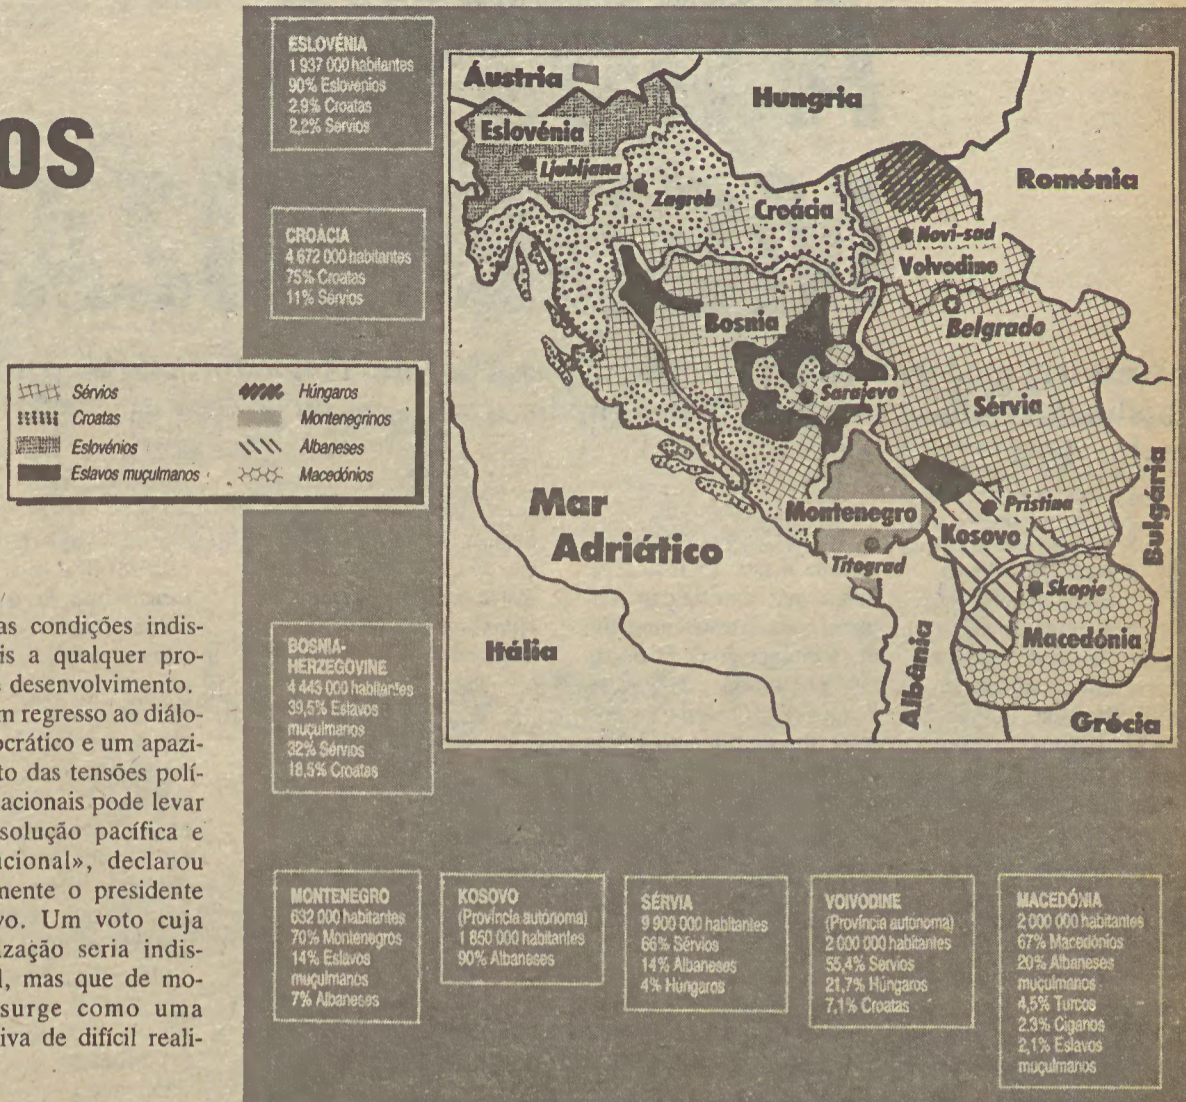 OS
ESLOVÉNIA
1 937 000 habitantes
90% Eslovenios
2,9% Croatas
2,2% Sérvios
CROÁCIA
4 672 000 habitantes
75% Croatas
11% Sérvios
Sérvios
Croatas
Eslovénios
Eslavos muçulmanos
Húngaros
Montenegrinos
Albaneses
Macedónios
Áustria
Hungria
Eslovénia
Ljubljana
Zagreb
Croácia
Roménia
Novi-sad
Volvodine
Belgrado
Bosnia
Sarajevo
Sérvia
Mar
Adriático
Montenegro
Titograd
Pristina
Kosovo
Bulgária
Skopje
Macedónia
Itália
Albânia
Grécia
as condições indis-
is a qualquer pro-
s desenvolvimento.
m regresso ao diálo-
ocrático e um apazi-
to das tensões polí-
acionais pode levar
solução pacífica e
ucional», declarou
mente o presidente
vo. Um voto cuja
zação seria indis-
l, mas que de mo-
surge como uma
iva de difícil reali-
BOSNIA-
HERZEGOVINE
4 443 000 habitantes
39,5% Eslavos
muçulmanos
32% Sérvios
18,5% Croatas
MONTENEGRO
632 000 habitantes
70% Montenegros
14% Eslavos
muçulmanos
7% Albaneses
KOSOVO
(Província autónoma)
1 850 000 habitantes
90% Albaneses
SÉRVIA
9 900 000 habitantes
66% Sérvios
14% Albaneses
4% Hungaros
VOIVODINE
(Província autonoma)
2 000 000 habitantes
55,4% Servios
21,7% Húngaros
7,1% Croatas
MACEDÓNIA
2 000 000 habitantes
67% Macedónios
20% Albaneses
muçulmanos
4,5% Turcos
2,3% Ciganos
2,1% Eslavos
muçulmanos